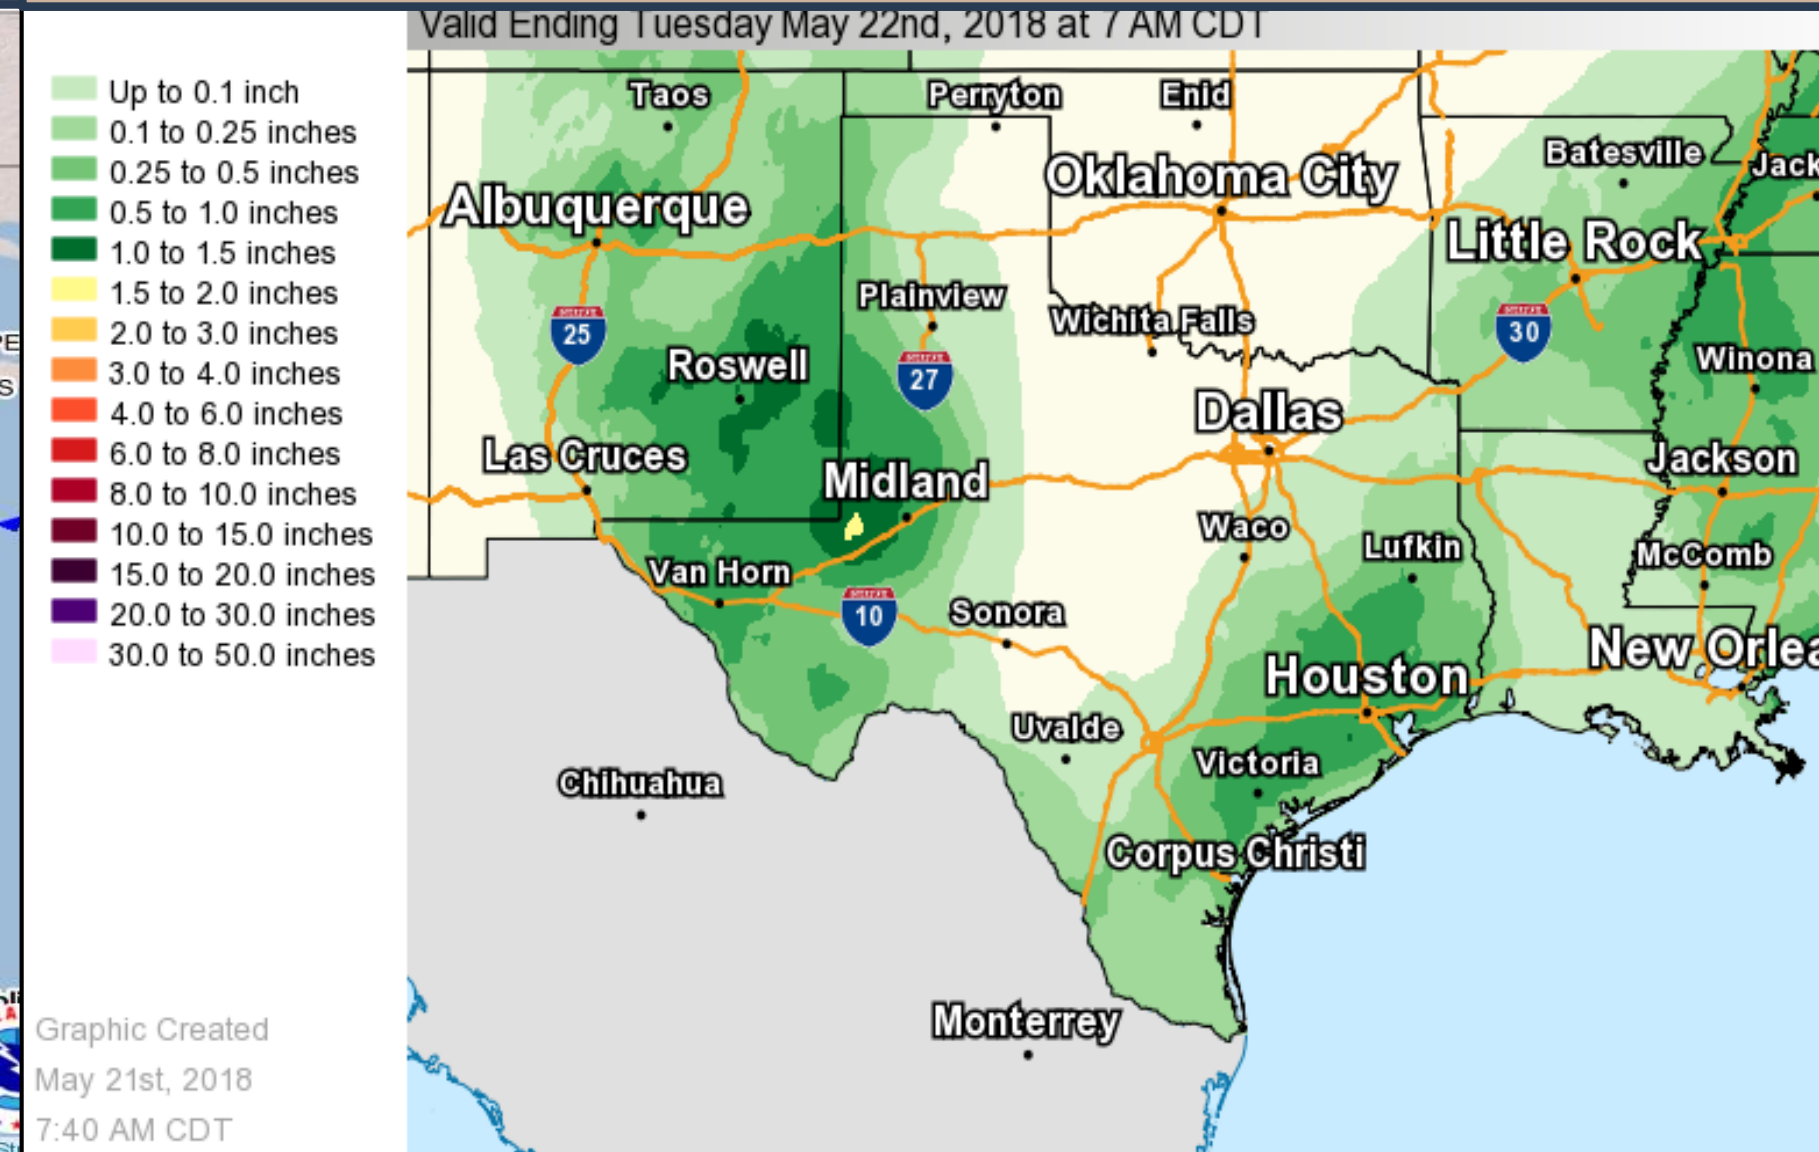 Valid Ending Tuesday May 22nd, 2018 at 7 AM CDT
Up to 0.1 inch
0.1 to 0.25 inches
0.25 to 0.5 inches
0.5 to 1.0 inches
1.0 to 1.5 inches
1.5 to 2.0 inches
2.0 to 3.0 inches
3.0 to 4.0 inches
4.0 to 6.0 inches
6.0 to 8.0 inches
8.0 to 10.0 inches
10.0 to 15.0 inches
15.0 to 20.0 inches
20.0 to 30.0 inches
30.0 to 50.0 inches
Graphic Created
May 21st, 2018
7:40 AM CDT
Taos
Perryton
Enid
Batesville
Jack
Oklahoma City
Albuquerque
Little Rock
Plainview
Wichita Falls
25
30
Roswell
27
Winona
Dallas
Las Cruces
Midland
Jackson
Waco
Lufkin
McComb
Van Horn
10
Sonora
New Orlea
Houston
Uvalde
Victoria
Chihuahua
Corpus Christi
Monterrey